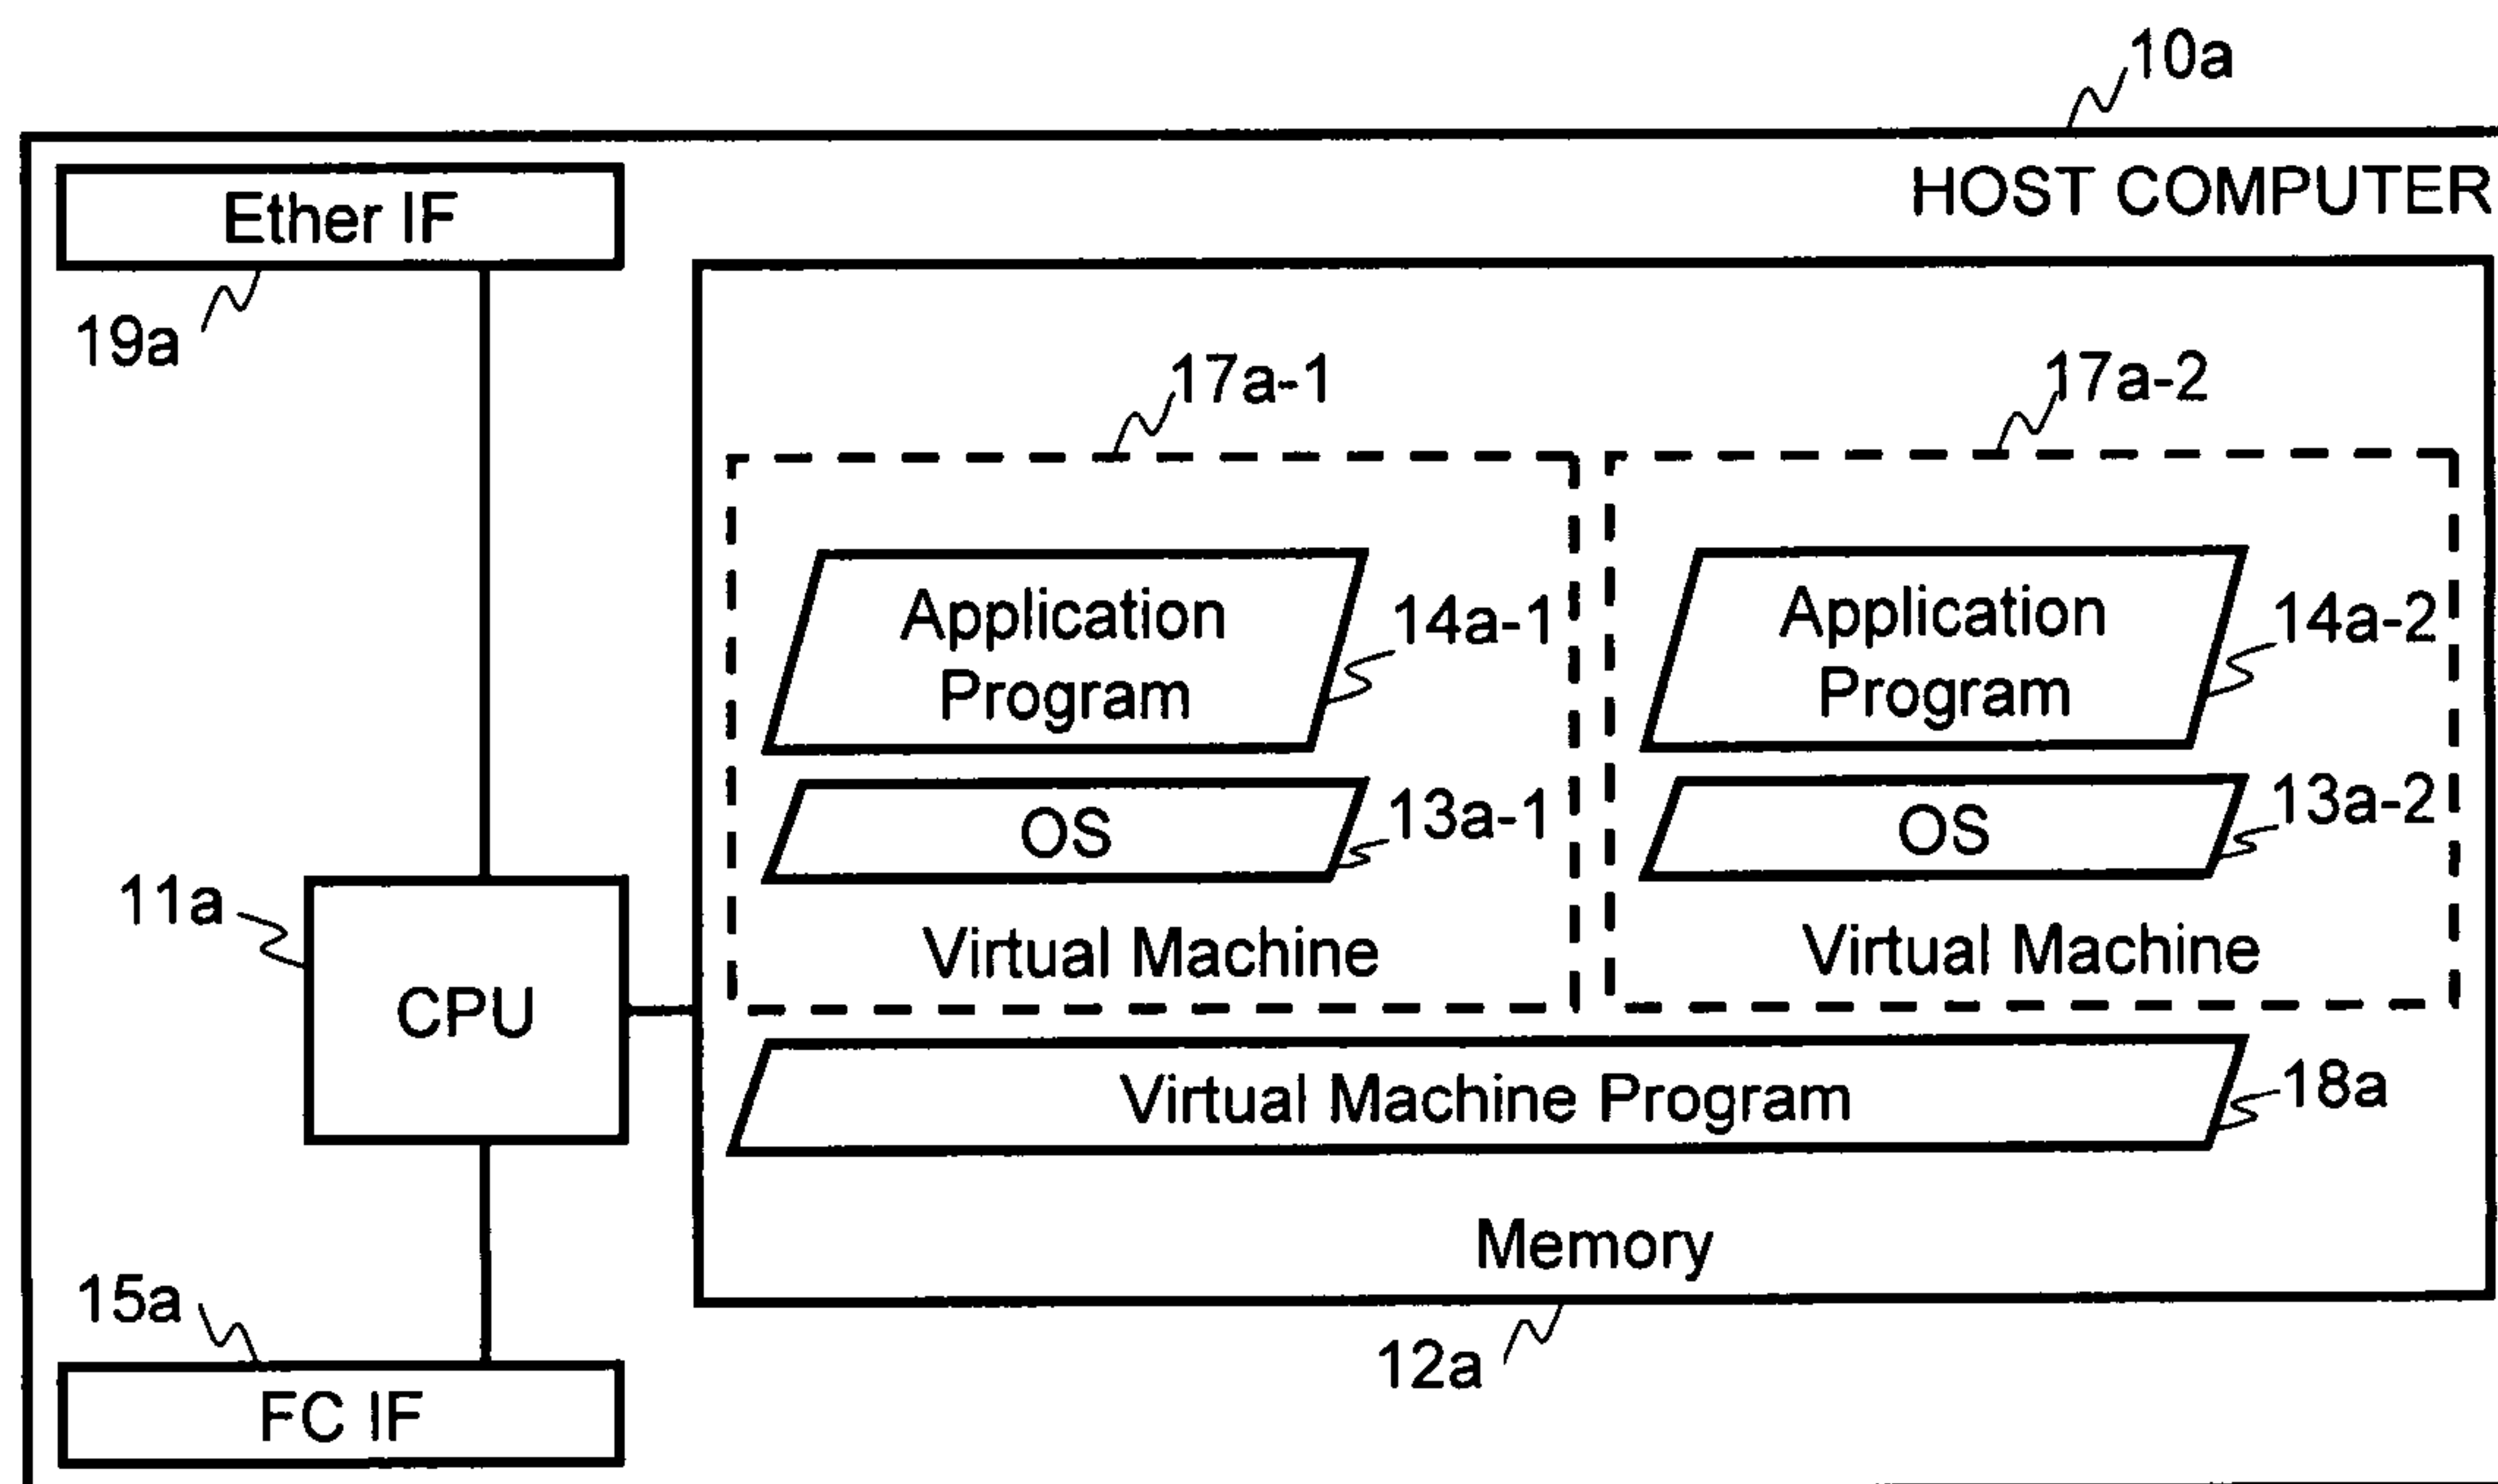 10a
HOST COMPUTER
Ether IF
19a
17a-1
17a-2
Application
Program
14a-1
Application
Program
14a-2
OS
13a-1
OS
13a-2
11a
CPU
Virtual Machine
Virtual Machine
Virtual Machine Program
18a
Memory
15a
12a
FC IF